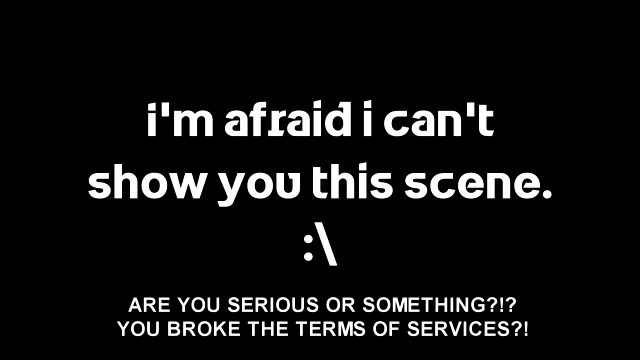 i'm afraid i can't
show you this scene.
:\
ARE YOU SERIOUS OR SOMETHING?!?
YOU BROKE THE TERMS OF SERVICES?!